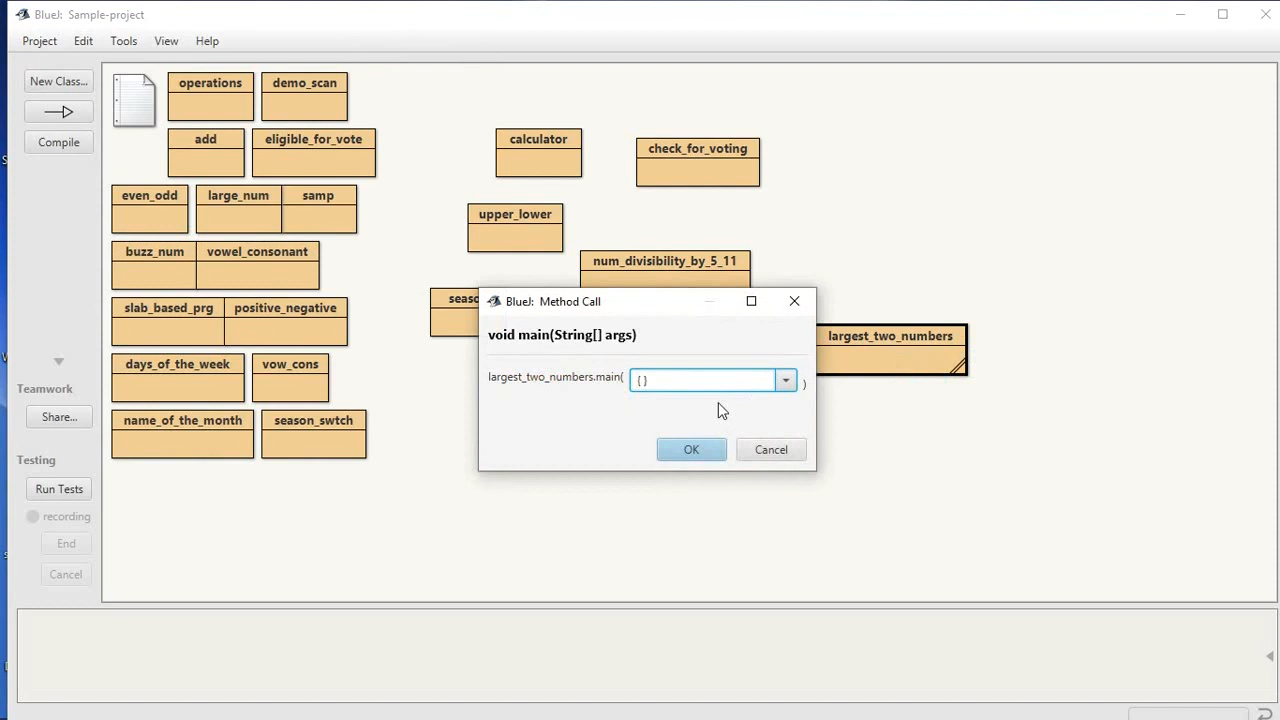 BlueJ: Sample-project
Project Edit Tools View Help
New Class...
Compile
Teamwork
Share...
Testing
Run Tests
recording
End
Cancel
operations demo_scan
add eligible_for_vote
calculator
check_for_voting
even_odd large_num samp
upper_lower
buzz_num vowel_consonant
num_divisibility_by_5_11
slab_based_prg positive_negative
largest_two_numbers
days_of_the_week vow_cons
name_of_the_month season_swtch
BlueJ: Method Call
void main(String[] args)
largest_two_numbers.main( { } )
OK Cancel